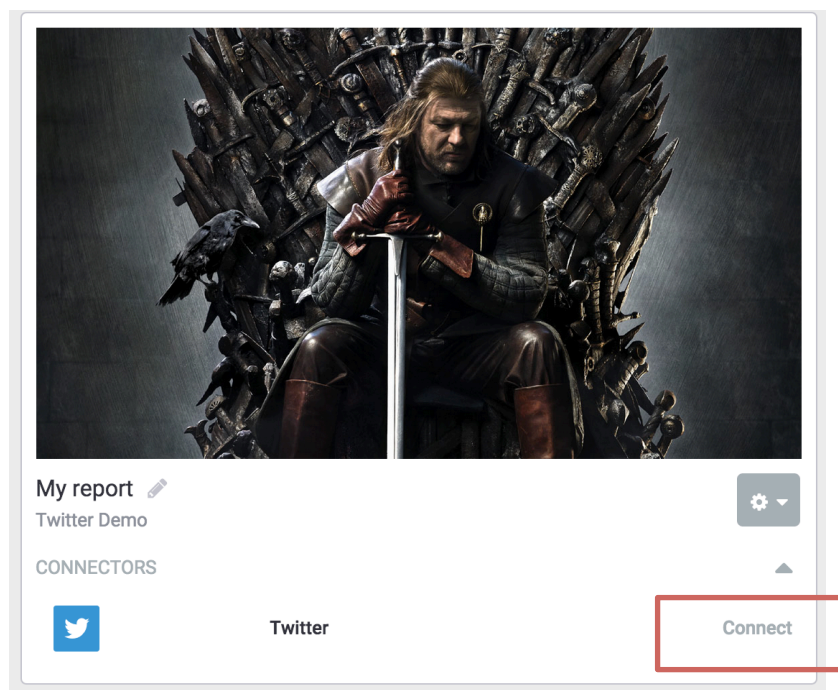 My report
Twitter Demo
CONNECTORS
Twitter
Connect